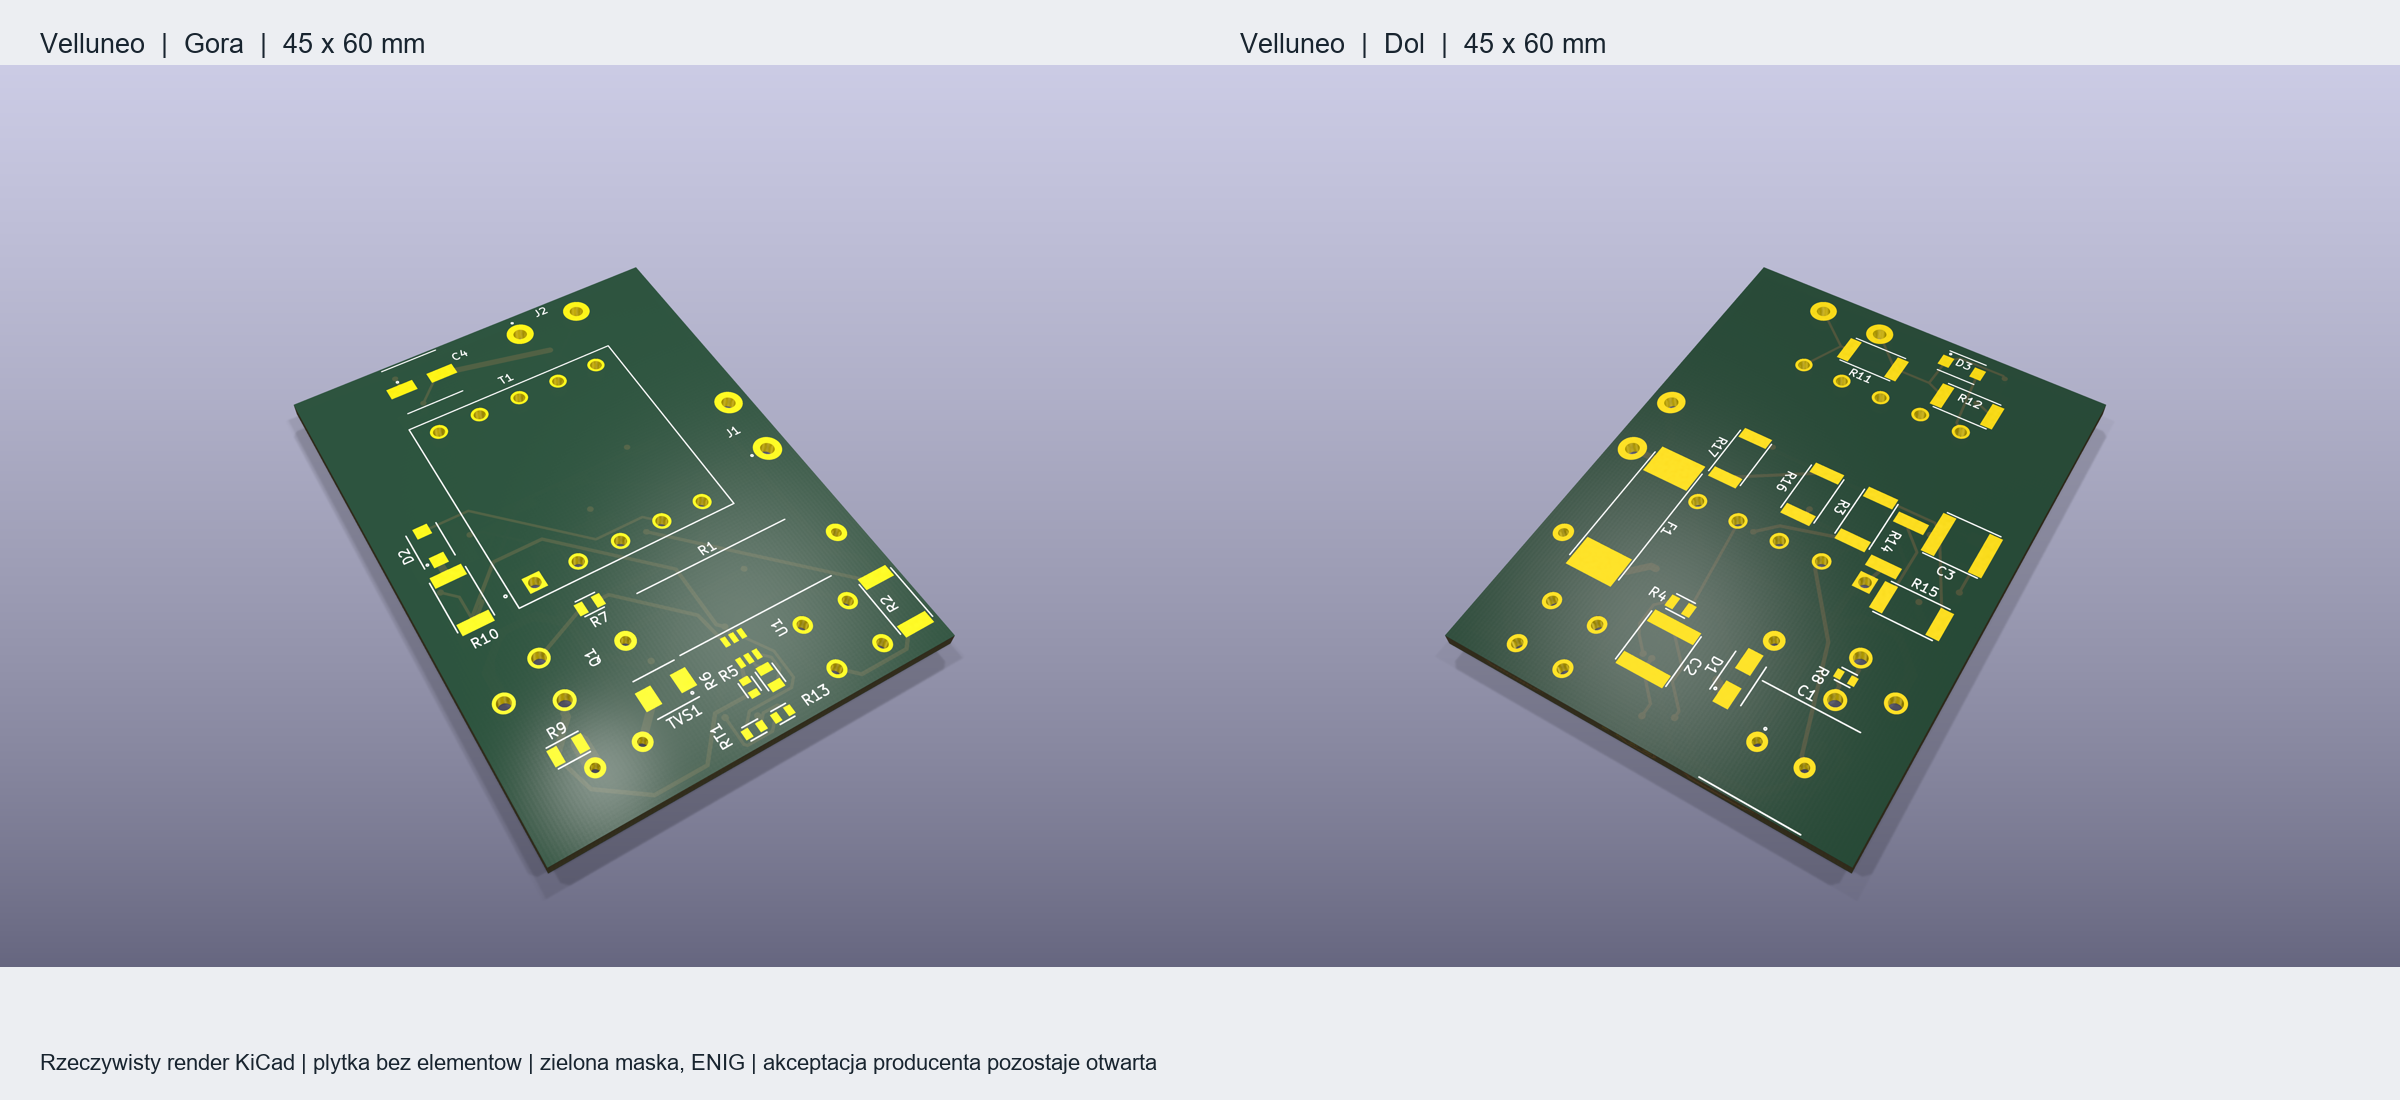 Velluneo | Gora | 45 x 60 mm
Velluneo | Dol | 45 x 60 mm
J2
C4
T1
J1
D2
R1
R2
R10
R7
U1
Q1
R5
R6
TVS1
R13
R9
RT1
D3
R11
R12
R17
R16
R3
F1
R14
C3
R15
R4
C2
D1
R8
C1
Rzeczywisty render KiCad | plytka bez elementow | zielona maska, ENIG | akceptacja producenta pozostaje otwarta